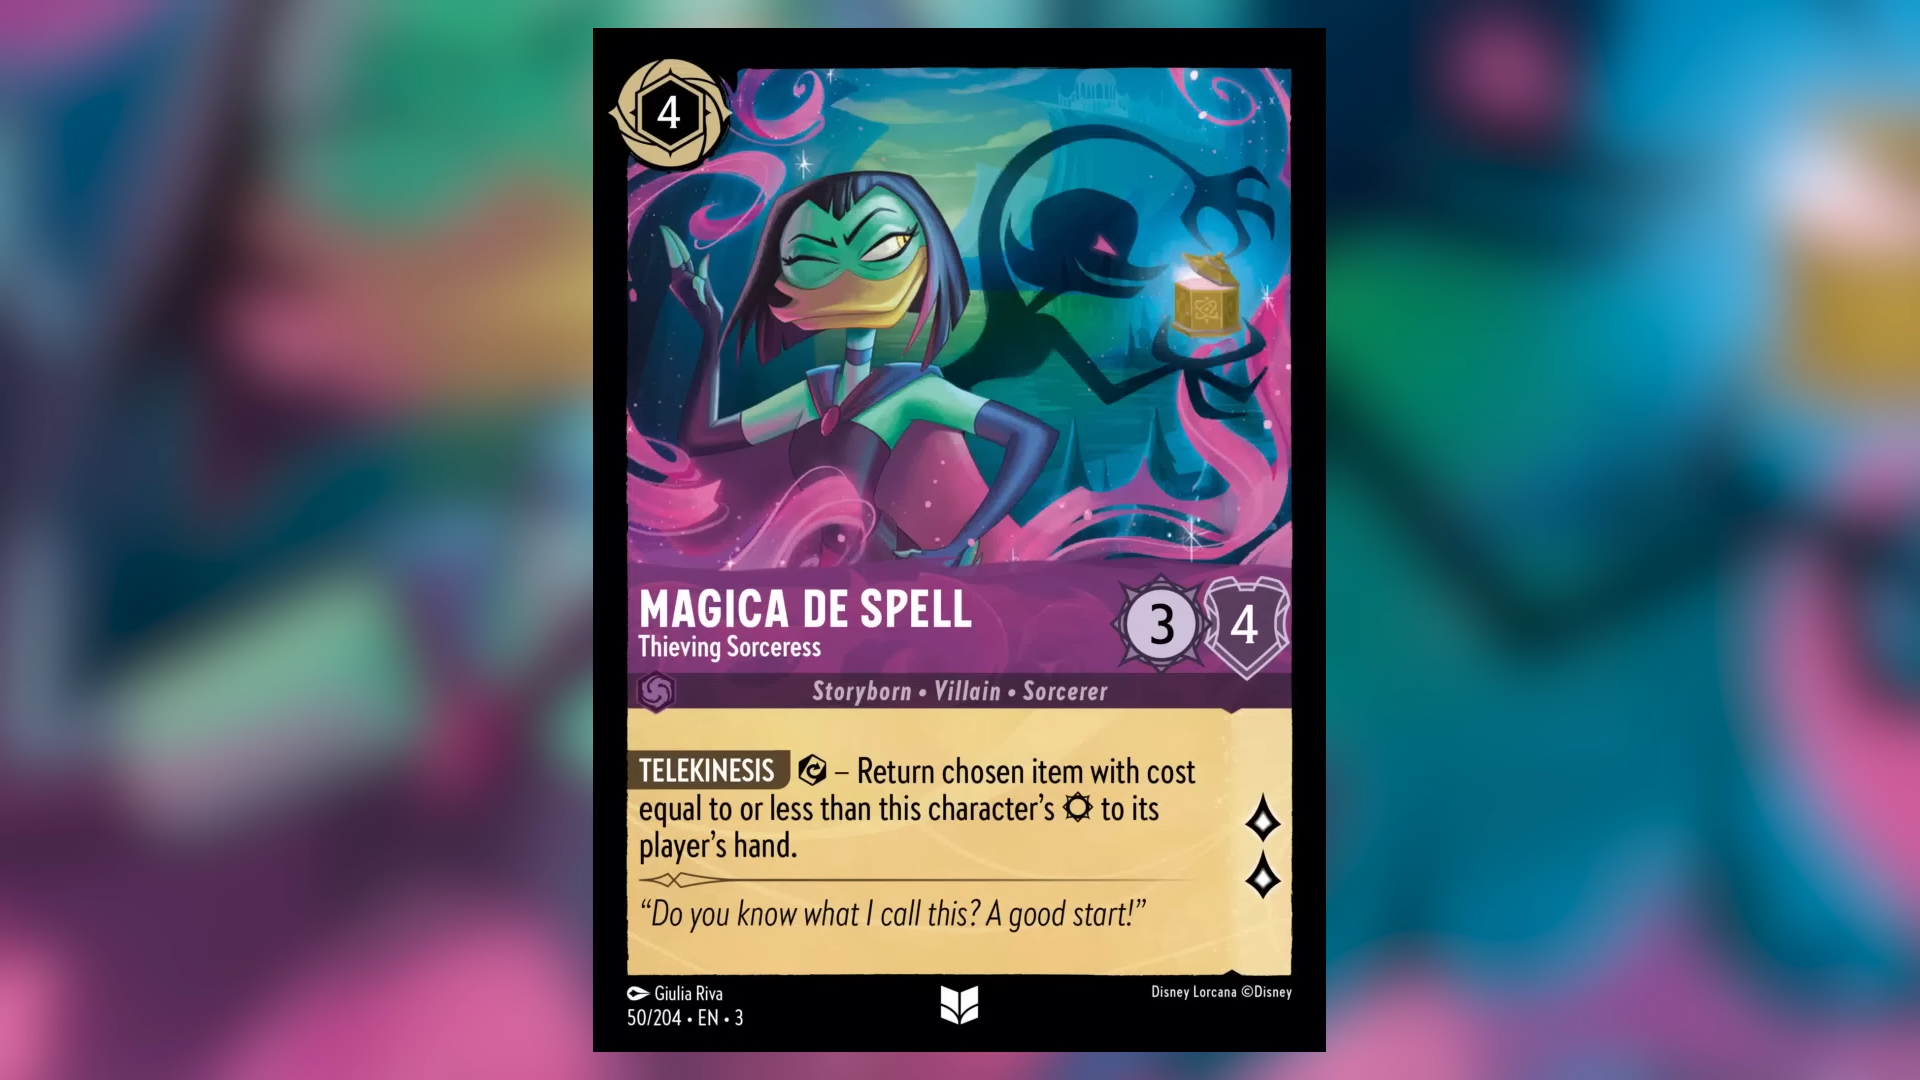 4
MAGICA DE SPELL
Thieving Sorceress
3
4
Storyborn • Villain • Sorcerer
TELEKINESIS – Return chosen item with cost
equal to or less than this character’s to its
player’s hand.
“Do you know what I call this? A good start!”
Giulia Riva
Disney Lorcana ©Disney
50/204 • EN • 3